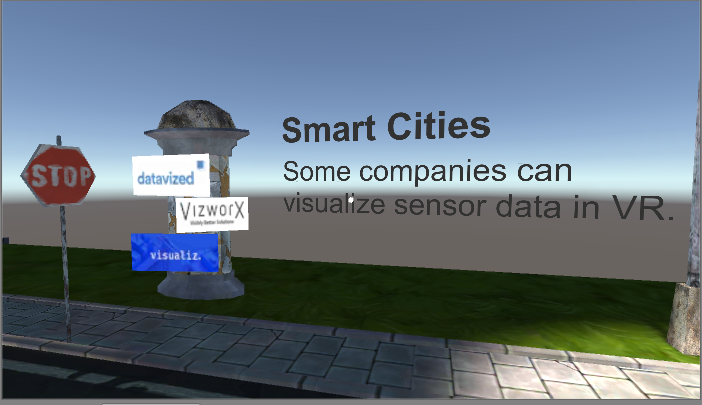 Smart Cities
Some companies can
visualize sensor data in VR.
STOP
datavized
VizworX
visualiz.